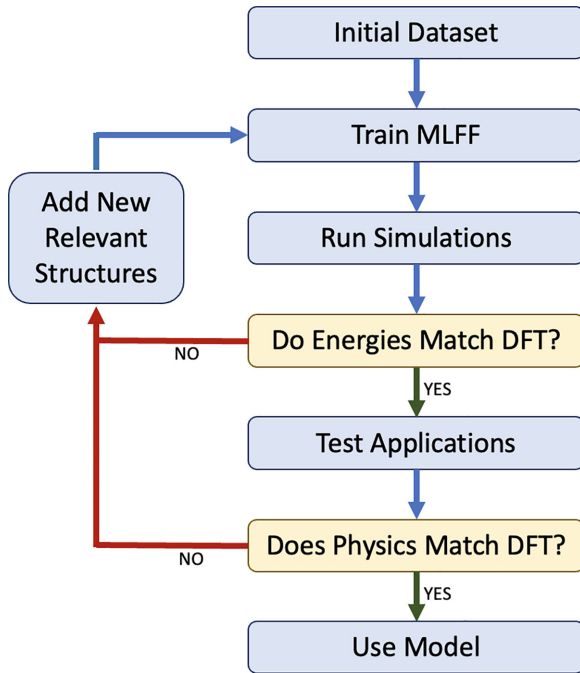 Initial Dataset
Train MLFF
Add New
Relevant
Structures
Run Simulations
Do Energies Match DFT?
NO
YES
Test Applications
Does Physics Match DFT?
NO
YES
Use Model